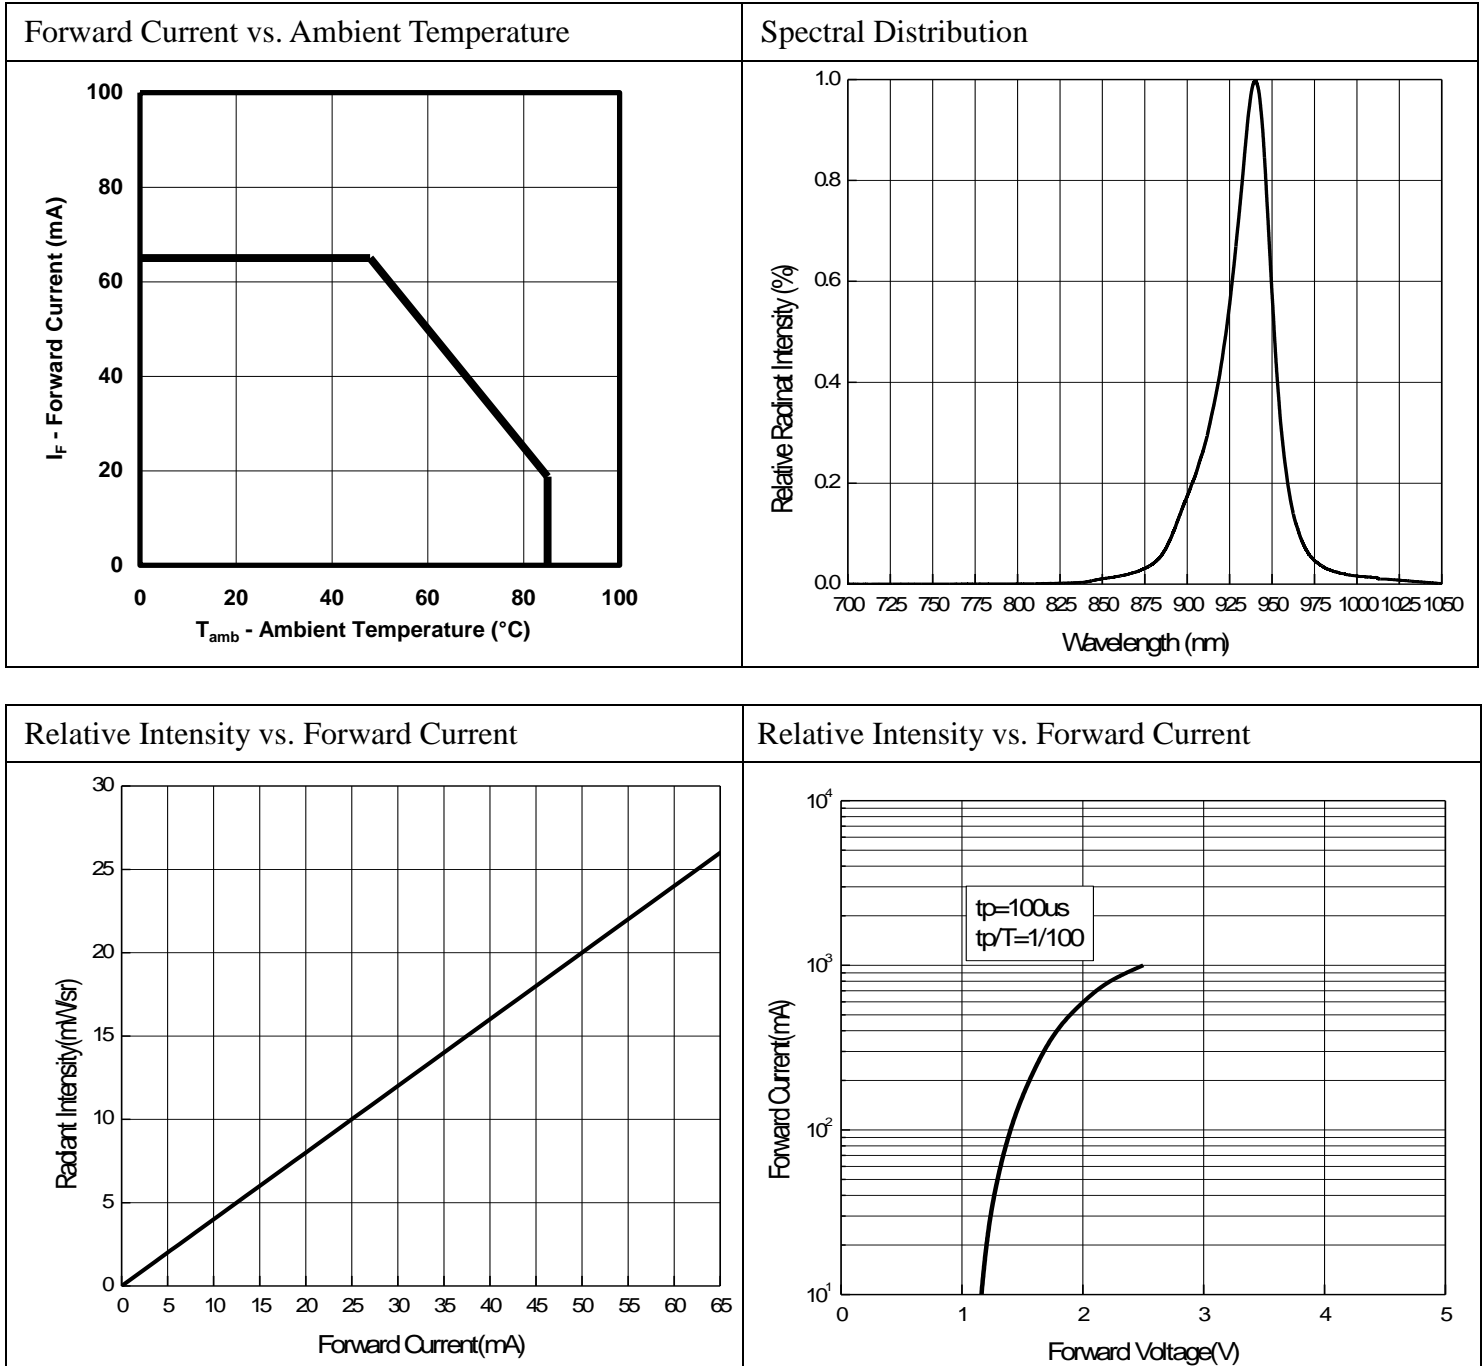 Forward Current vs. Ambient Temperature
Spectral Distribution
100
80
60
40
20
0
I_F - Forward Current (mA)
0 20 40 60 80 100
T_amb - Ambient Temperature (°C)
1.0
0.8
0.6
0.4
0.2
0.0
Relative Radinat Intensity (%)
700 725 750 775 800 825 850 875 900 925 950 975 1000 1025 1050
Wavelength (nm)
Relative Intensity vs. Forward Current
Relative Intensity vs. Forward Current
30
25
20
15
10
5
0
Radiant Intensity(mW/sr)
0 5 10 15 20 25 30 35 40 45 50 55 60 65
Forward Current(mA)
10⁴
10³
10²
10¹
Forward Current(mA)
tp=100us
tp/T=1/100
0 1 2 3 4 5
Forward Voltage(V)